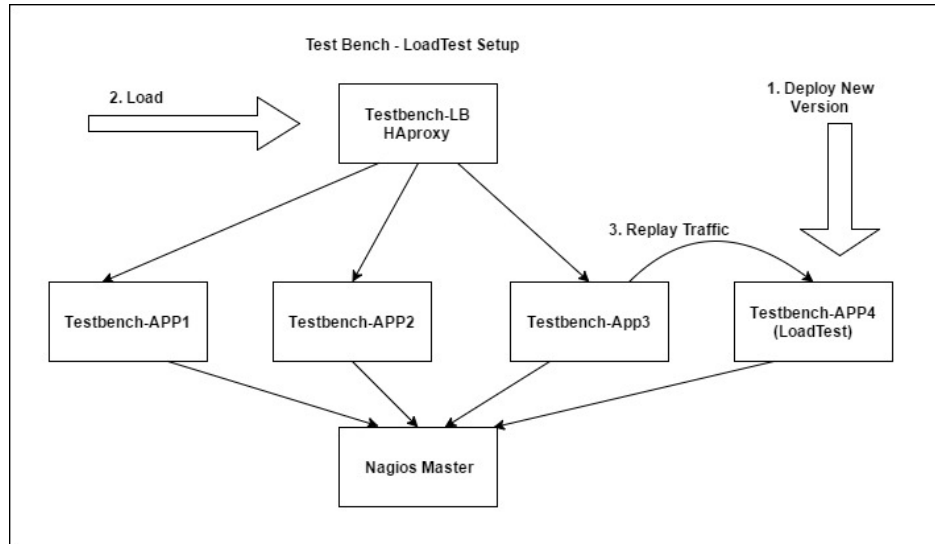 Test Bench - LoadTest Setup
2. Load
1. Deploy New
Version
Testbench-LB
HAproxy
3. Replay Traffic
Testbench-APP1
Testbench-APP2
Testbench-App3
Testbench-APP4
(LoadTest)
Nagios Master